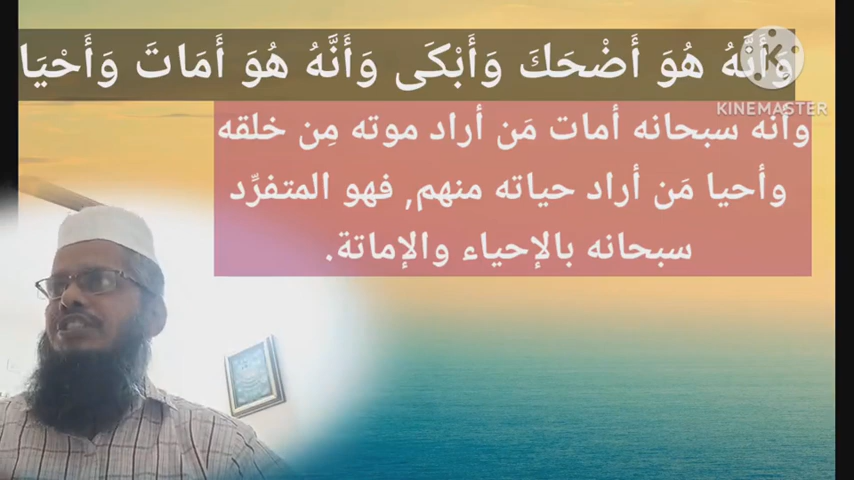 وَأَنَّهُ هُوَ أَضْحَكَ وَأَبْكَى وَأَنَّهُ هُوَ أَمَاتَ وَأَحْيَا
KINEMASTER
وأنه سبحانه أمات مَن أراد موته مِن خلقه
وأحيا مَن أراد حياته منهم, فهو المتفرِّد
سبحانه بالإحياء والإماتة.